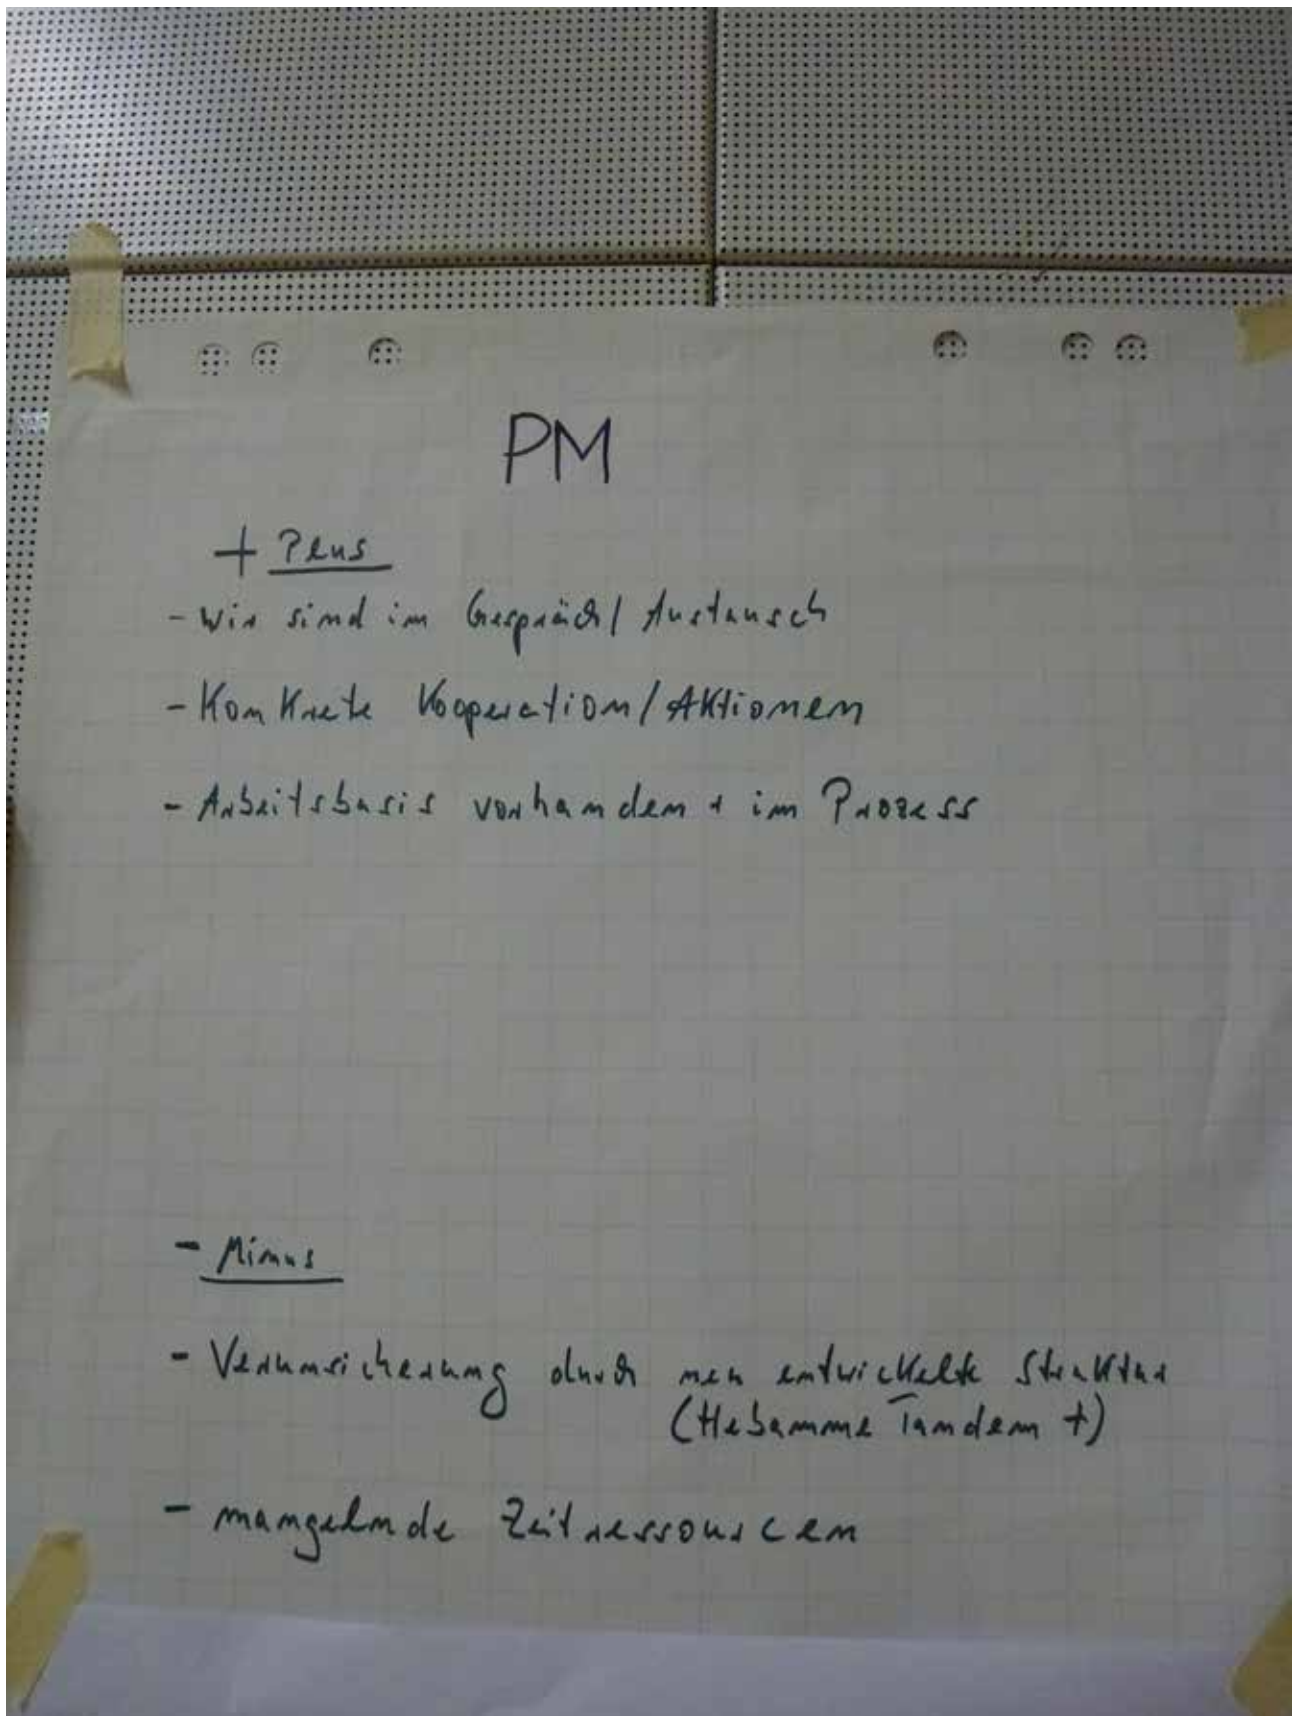 PM
+ Plus
- Wir sind im Gespräch/Austausch
- Konkrete Kooperation/Aktionen
- Arbeitsbasis vorhanden + im Prozess
- Minus
- Verunsicherung durch neu entwickelte Struktur
(Hebamme Tandem +)
- mangelnde Zeitressourcen